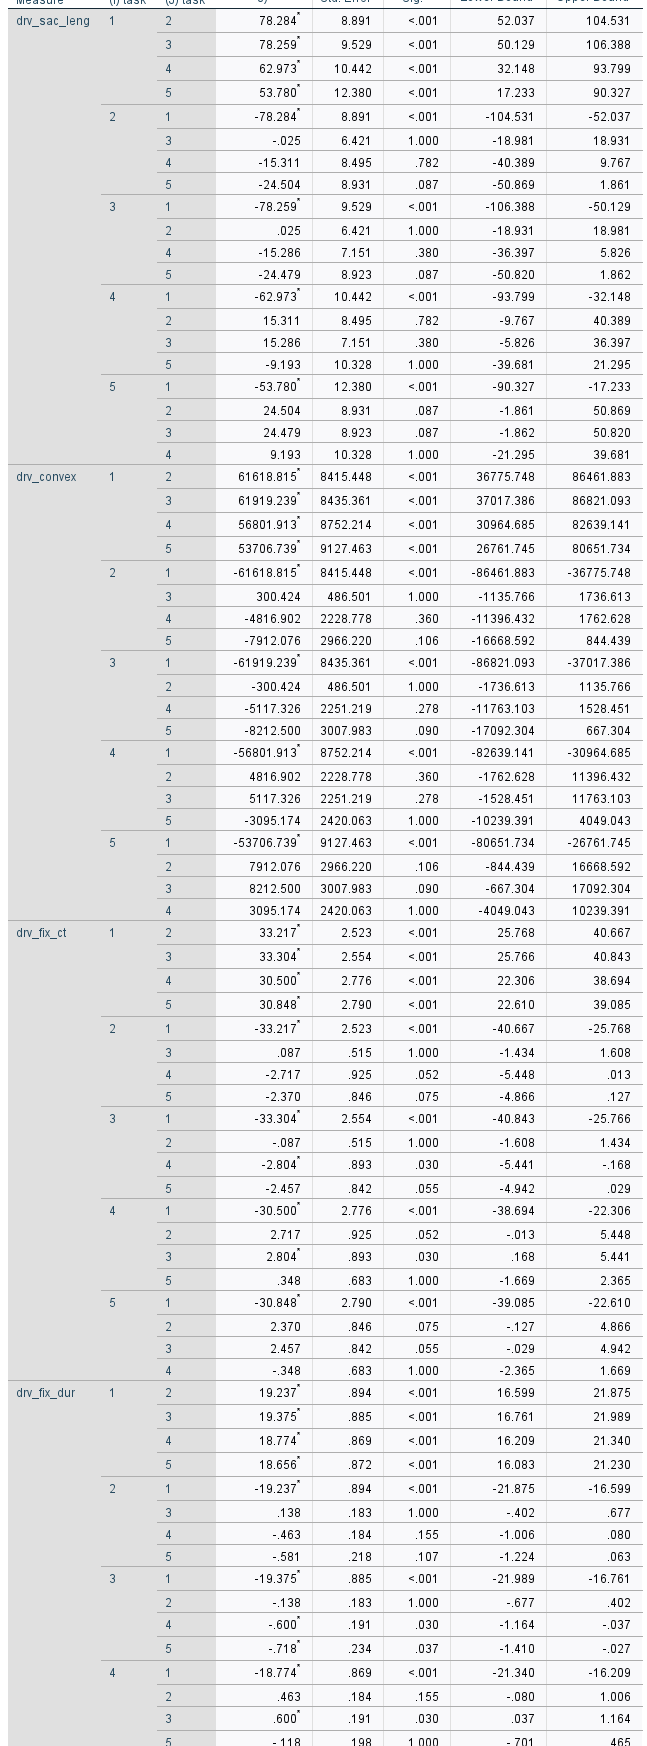 Measure (I) task (J) task Std. Error Sig. Lower Bound Upper Bound
drv_sac_leng 1 2 78.284* 8.891 <.001 52.037 104.531
3 78.259* 9.529 <.001 50.129 106.388
4 62.973* 10.442 <.001 32.148 93.799
5 53.780* 12.380 <.001 17.233 90.327
2 1 -78.284* 8.891 <.001 -104.531 -52.037
3 -.025 6.421 1.000 -18.981 18.931
4 -15.311 8.495 .782 -40.389 9.767
5 -24.504 8.931 .087 -50.869 1.861
3 1 -78.259* 9.529 <.001 -106.388 -50.129
2 .025 6.421 1.000 -18.931 18.981
4 -15.286 7.151 .380 -36.397 5.826
5 -24.479 8.923 .087 -50.820 1.862
4 1 -62.973* 10.442 <.001 -93.799 -32.148
2 15.311 8.495 .782 -9.767 40.389
3 15.286 7.151 .380 -5.826 36.397
5 -9.193 10.328 1.000 -39.681 21.295
5 1 -53.780* 12.380 <.001 -90.327 -17.233
2 24.504 8.931 .087 -1.861 50.869
3 24.479 8.923 .087 -1.862 50.820
4 9.193 10.328 1.000 -21.295 39.681
drv_convex 1 2 61618.815* 8415.448 <.001 36775.748 86461.883
3 61919.239* 8435.361 <.001 37017.386 86821.093
4 56801.913* 8752.214 <.001 30964.685 82639.141
5 53706.739* 9127.463 <.001 26761.745 80651.734
2 1 -61618.815* 8415.448 <.001 -86461.883 -36775.748
3 300.424 486.501 1.000 -1135.766 1736.613
4 -4816.902 2228.778 .360 -11396.432 1762.628
5 -7912.076 2966.220 .106 -16668.592 844.439
3 1 -61919.239* 8435.361 <.001 -86821.093 -37017.386
2 -300.424 486.501 1.000 -1736.613 1135.766
4 -5117.326 2251.219 .278 -11763.103 1528.451
5 -8212.500 3007.983 .090 -17092.304 667.304
4 1 -56801.913* 8752.214 <.001 -82639.141 -30964.685
2 4816.902 2228.778 .360 -1762.628 11396.432
3 5117.326 2251.219 .278 -1528.451 11763.103
5 -3095.174 2420.063 1.000 -10239.391 4049.043
5 1 -53706.739* 9127.463 <.001 -80651.734 -26761.745
2 7912.076 2966.220 .106 -844.439 16668.592
3 8212.500 3007.983 .090 -667.304 17092.304
4 3095.174 2420.063 1.000 -4049.043 10239.391
drv_fix_ct 1 2 33.217* 2.523 <.001 25.768 40.667
3 33.304* 2.554 <.001 25.766 40.843
4 30.500* 2.776 <.001 22.306 38.694
5 30.848* 2.790 <.001 22.610 39.085
2 1 -33.217* 2.523 <.001 -40.667 -25.768
3 .087 .515 1.000 -1.434 1.608
4 -2.717 .925 .052 -5.448 .013
5 -2.370 .846 .075 -4.866 .127
3 1 -33.304* 2.554 <.001 -40.843 -25.766
2 -.087 .515 1.000 -1.608 1.434
4 -2.804* .893 .030 -5.441 -.168
5 -2.457 .842 .055 -4.942 .029
4 1 -30.500* 2.776 <.001 -38.694 -22.306
2 2.717 .925 .052 -.013 5.448
3 2.804* .893 .030 .168 5.441
5 .348 .683 1.000 -1.669 2.365
5 1 -30.848* 2.790 <.001 -39.085 -22.610
2 2.370 .846 .075 -.127 4.866
3 2.457 .842 .055 -.029 4.942
4 -.348 .683 1.000 -2.365 1.669
drv_fix_dur 1 2 19.237* .894 <.001 16.599 21.875
3 19.375* .885 <.001 16.761 21.989
4 18.774* .869 <.001 16.209 21.340
5 18.656* .872 <.001 16.083 21.230
2 1 -19.237* .894 <.001 -21.875 -16.599
3 .138 .183 1.000 -.402 .677
4 -.463 .184 .155 -1.006 .080
5 -.581 .218 .107 -1.224 .063
3 1 -19.375* .885 <.001 -21.989 -16.761
2 -.138 .183 1.000 -.677 .402
4 -.600* .191 .030 -1.164 -.037
5 -.718* .234 .037 -1.410 -.027
4 1 -18.774* .869 <.001 -21.340 -16.209
2 .463 .184 .155 -.080 1.006
3 .600* .191 .030 .037 1.164
5 -.118 .198 1.000 -.701 .465